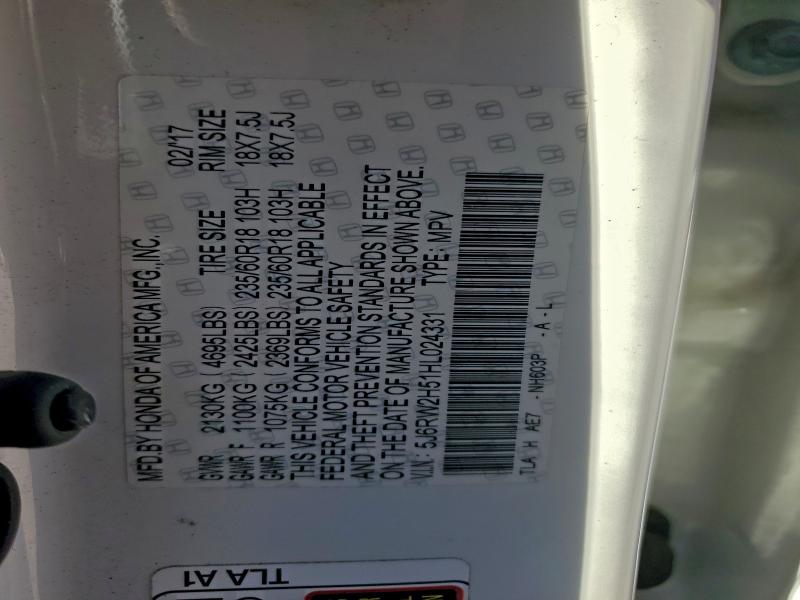 MFD. BY HONDA OF AMERICA MFG., INC. 02/17
GVWR 2130KG ( 4695LBS) TIRE SIZE RIM SIZE
GAWR F 1100KG ( 2425LBS) 235/60R18 103H 18X7.5J
GAWR R 1075KG ( 2369LBS) 235/60R18 103H 18X7.5J
THIS VEHICLE CONFORMS TO ALL APPLICABLE
FEDERAL MOTOR VEHICLE SAFETY
AND THEFT PREVENTION STANDARDS IN EFFECT
ON THE DATE OF MANUFACTURE SHOWN ABOVE.
V.I.N.: 5J6RW2H51HL024331 TYPE: MPV
TLA H AE7 - NH603P - A - L
TLA A1